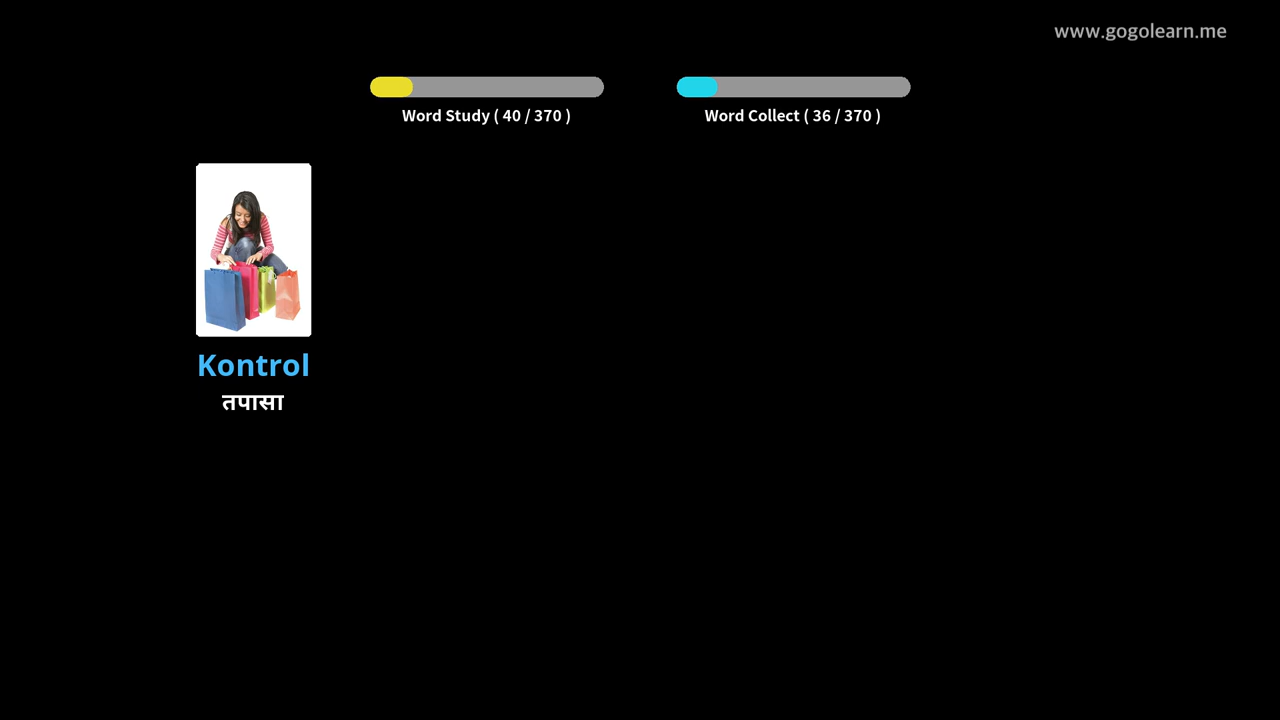 www.gogolearn.me
Word Study ( 40 / 370 )
Word Collect ( 36 / 370 )
Kontrol
तपासा